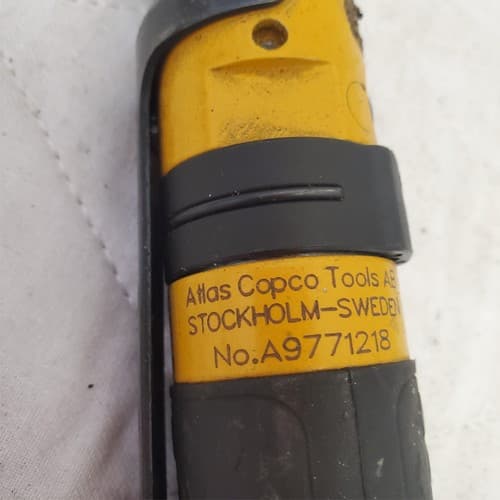 Atlas Copco Tools AB
STOCKHOLM-SWEDEN
No.A9771218